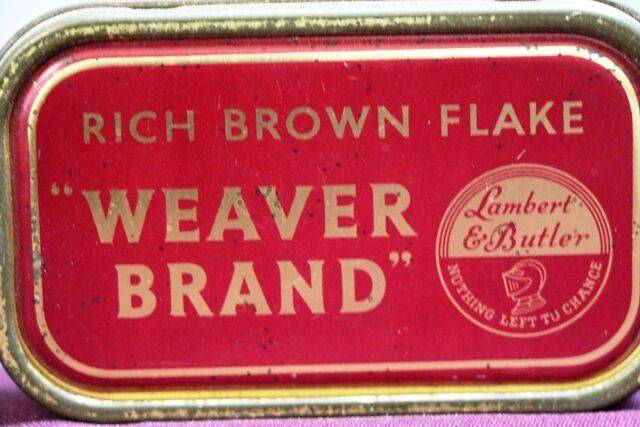 RICH BROWN FLAKE
"WEAVER
BRAND"
Lambert
& Butler
NOTHING LEFT TO CHANCE